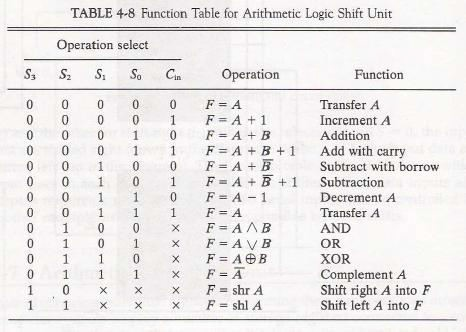 TABLE 4-8 Function Table for Arithmetic Logic Shift Unit
Operation select
S3 S2 S1 S0 Cin Operation Function
0 0 0 0 0 F = A Transfer A
0 0 0 0 1 F = A + 1 Increment A
0 0 0 1 0 F = A + B Addition
0 0 0 1 1 F = A + B + 1 Add with carry
0 0 1 0 0 F = A + B̅ Subtract with borrow
0 0 1 0 1 F = A + B̅ + 1 Subtraction
0 0 1 1 0 F = A − 1 Decrement A
0 0 1 1 1 F = A Transfer A
0 1 0 0 × F = A ∧ B AND
0 1 0 1 × F = A ∨ B OR
0 1 1 0 × F = A ⊕ B XOR
0 1 1 1 × F = A̅ Complement A
1 0 × × × F = shr A Shift right A into F
1 1 × × × F = shl A Shift left A into F